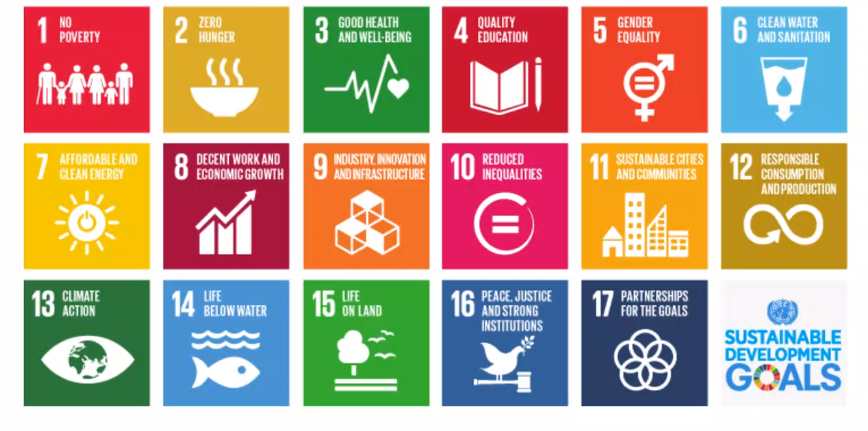 1 NO
POVERTY
2 ZERO
HUNGER
3 GOOD HEALTH
AND WELL-BEING
4 QUALITY
EDUCATION
5 GENDER
EQUALITY
6 CLEAN WATER
AND SANITATION
7 AFFORDABLE AND
CLEAN ENERGY
8 DECENT WORK AND
ECONOMIC GROWTH
9 INDUSTRY, INNOVATION
AND INFRASTRUCTURE
10 REDUCED
INEQUALITIES
11 SUSTAINABLE CITIES
AND COMMUNITIES
12 RESPONSIBLE
CONSUMPTION
AND PRODUCTION
13 CLIMATE
ACTION
14 LIFE
BELOW WATER
15 LIFE
ON LAND
16 PEACE, JUSTICE
AND STRONG
INSTITUTIONS
17 PARTNERSHIPS
FOR THE GOALS
SUSTAINABLE
DEVELOPMENT
GOALS